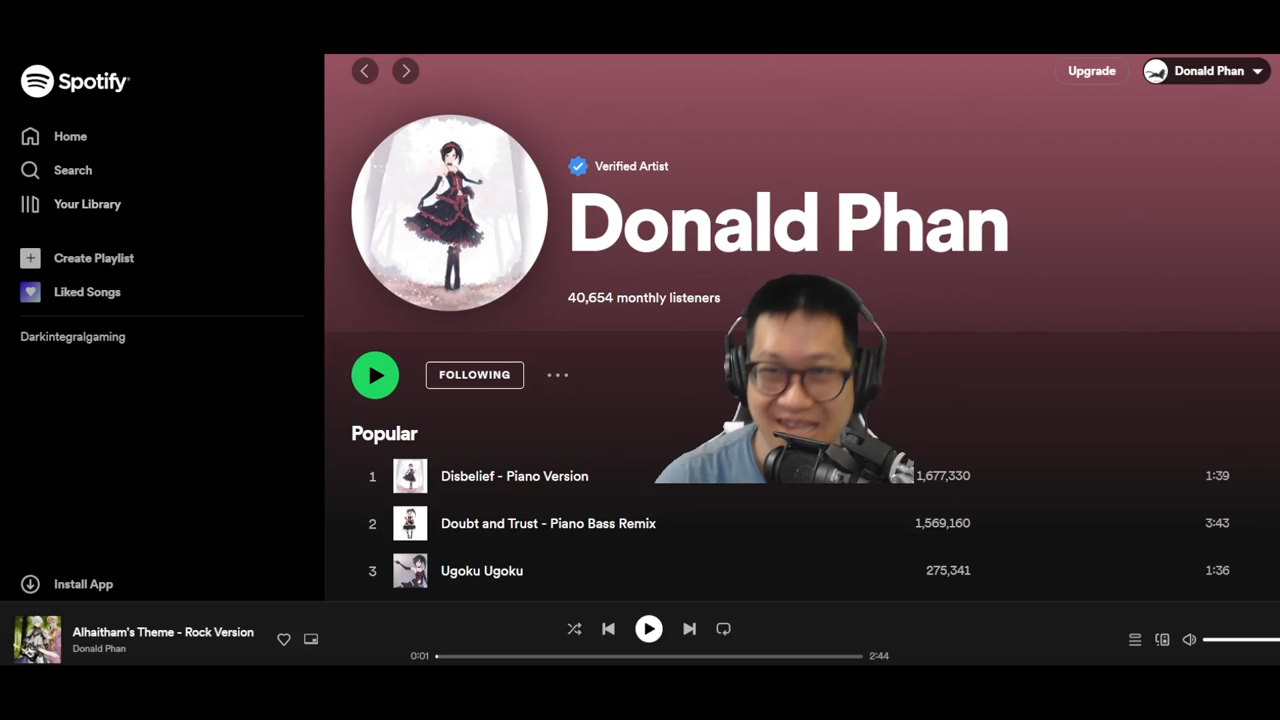 Spotify®
Home
Search
Your Library
Create Playlist
Liked Songs
Darkintegralgaming
Install App
Upgrade
Donald Phan
Verified Artist
Donald Phan
40,654 monthly listeners
FOLLOWING
Popular
1 Disbelief - Piano Version 1,677,330 1:39
2 Doubt and Trust - Piano Bass Remix 1,569,160 3:43
3 Ugoku Ugoku 275,341 1:36
Alhaitham's Theme - Rock Version
Donald Phan
0:01 2:44